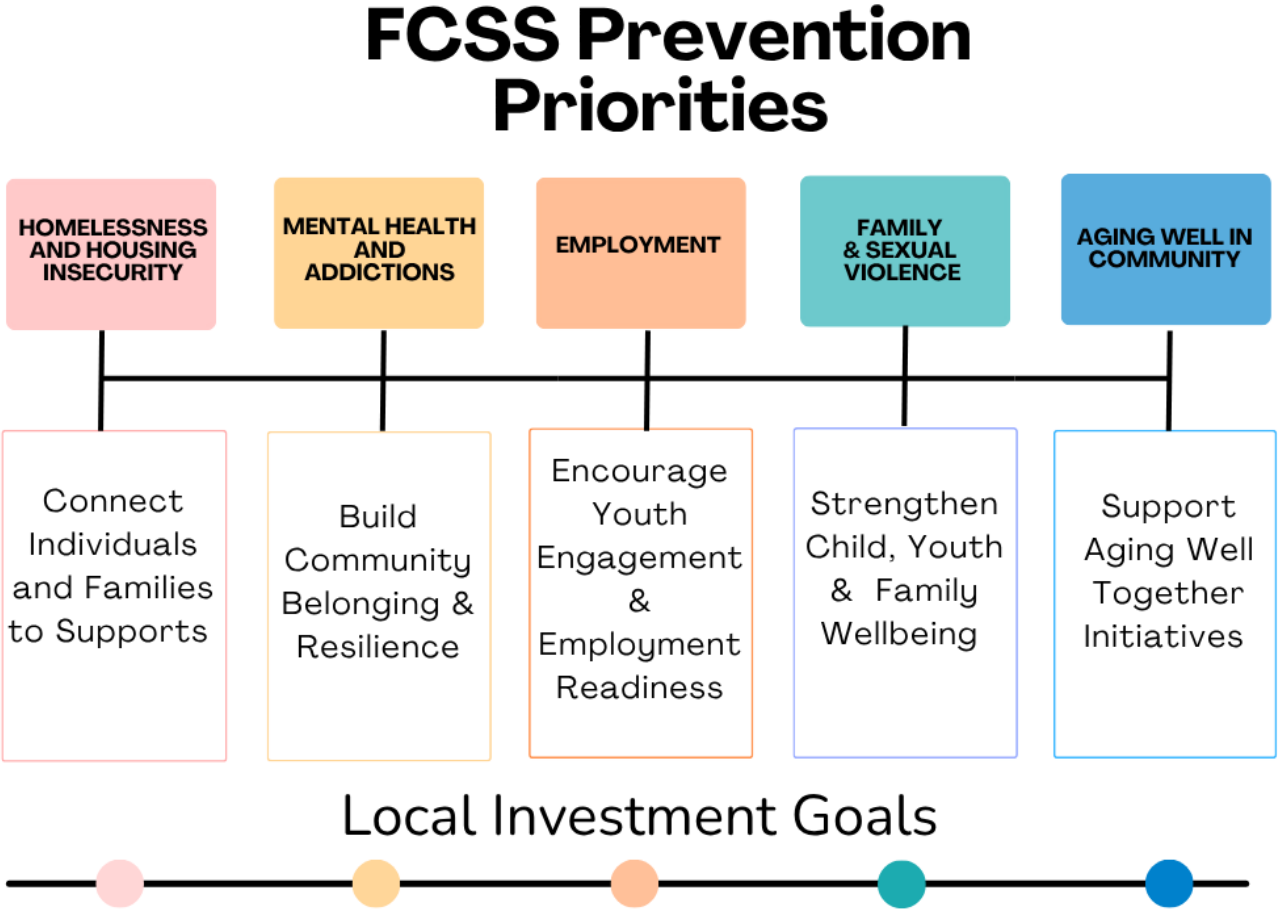 FCSS Prevention
Priorities
HOMELESSNESS
AND HOUSING
INSECURITY
MENTAL HEALTH
AND
ADDICTIONS
EMPLOYMENT
FAMILY
& SEXUAL
VIOLENCE
AGING WELL IN
COMMUNITY
Connect
Individuals
and Families
to Supports
Build
Community
Belonging &
Resilience
Encourage
Youth
Engagement
&
Employment
Readiness
Strengthen
Child, Youth
& Family
Wellbeing
Support
Aging Well
Together
Initiatives
Local Investment Goals